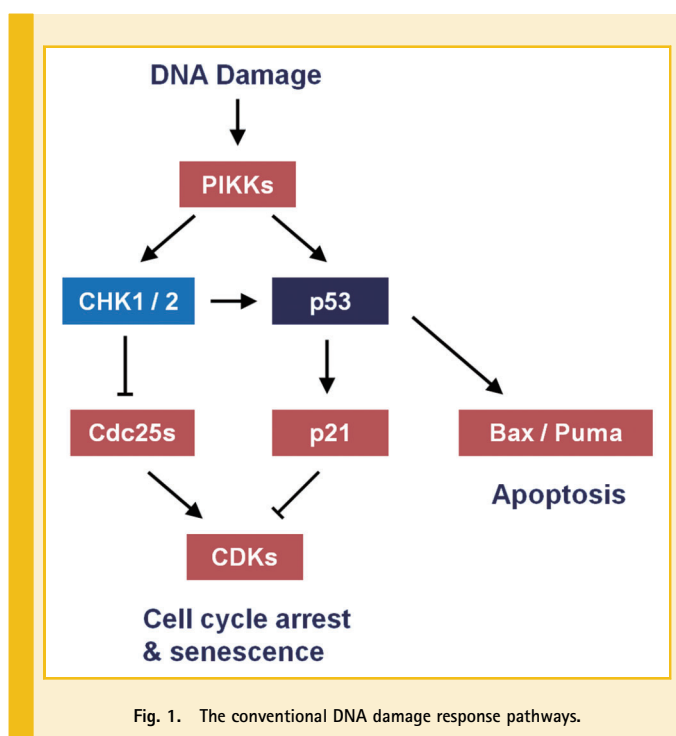 DNA Damage
PIKKs
CHK1 / 2
p53
Cdc25s
p21
Bax / Puma
Apoptosis
CDKs
Cell cycle arrest
& senescence
Fig. 1. The conventional DNA damage response pathways.